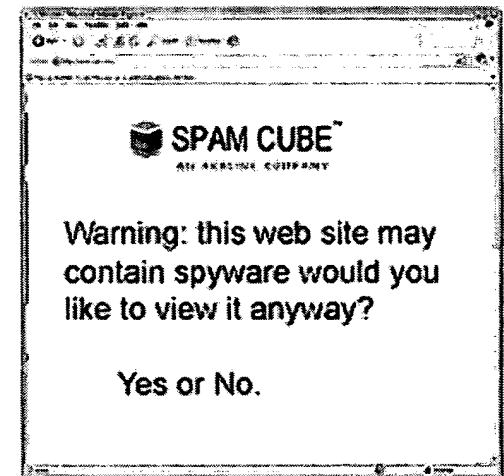 SPAM CUBE™
Warning: this web site may
contain spyware would you
like to view it anyway?
Yes or No.